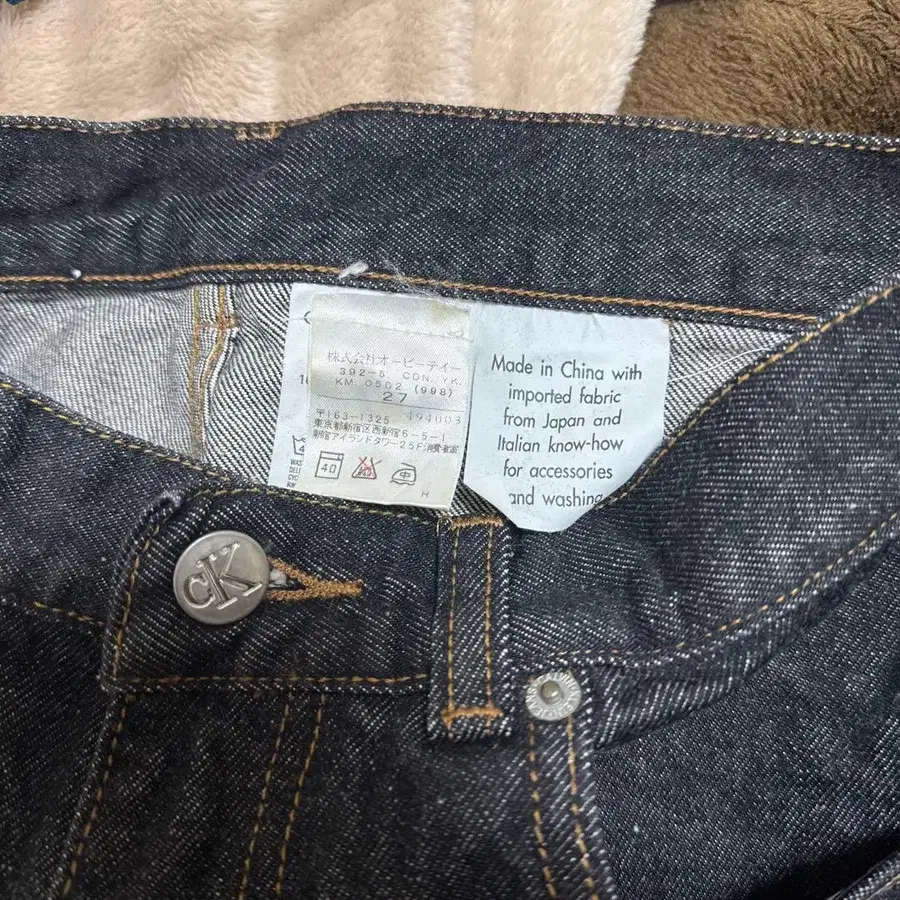 株式会社オーピーティー
392-5 CDN. YK.
KM 0502 (998)
27
〒163-1325 494003
東京都新宿区西新宿6-5-1
新宿アイランドタワー25F:消費者室
40
中
H
Made in China with
imported fabric
from Japan and
Italian know-how
for accessories
and washing
cK